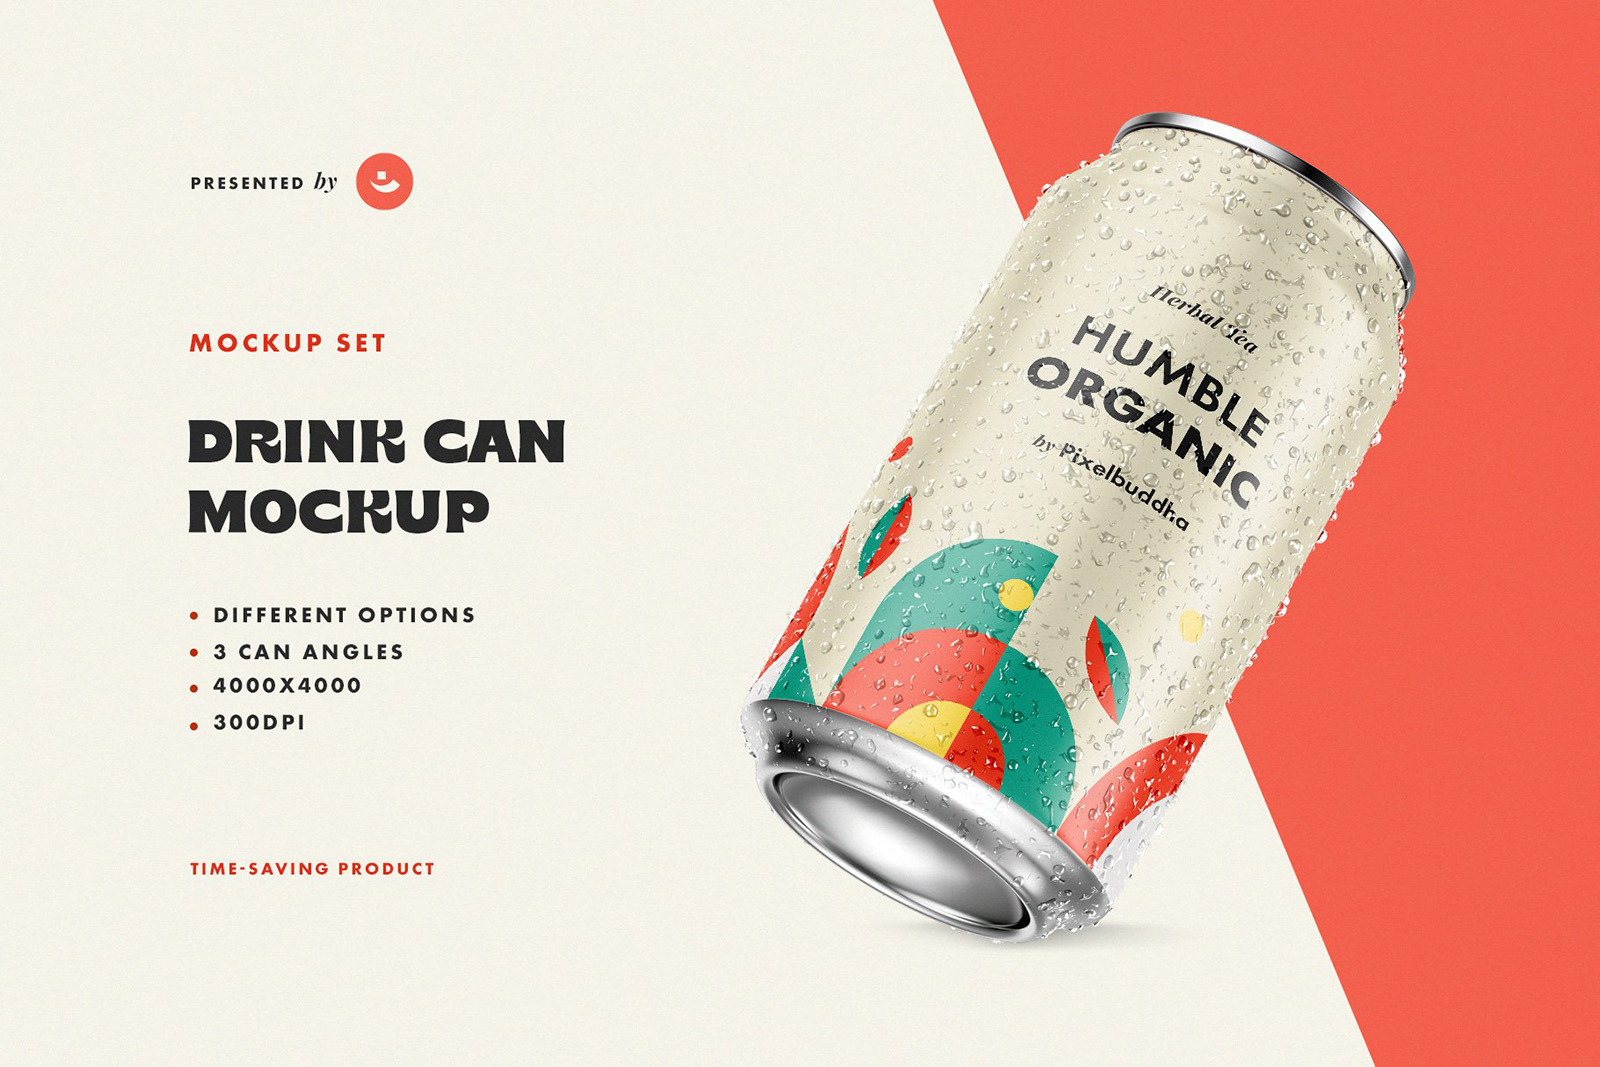 PRESENTED by
MOCKUP SET
DRINK CAN
MOCKUP
DIFFERENT OPTIONS
3 CAN ANGLES
4000X4000
300DPI
TIME-SAVING PRODUCT
Herbal Tea
HUMBLE
ORGANIC
by Pixelbuddha